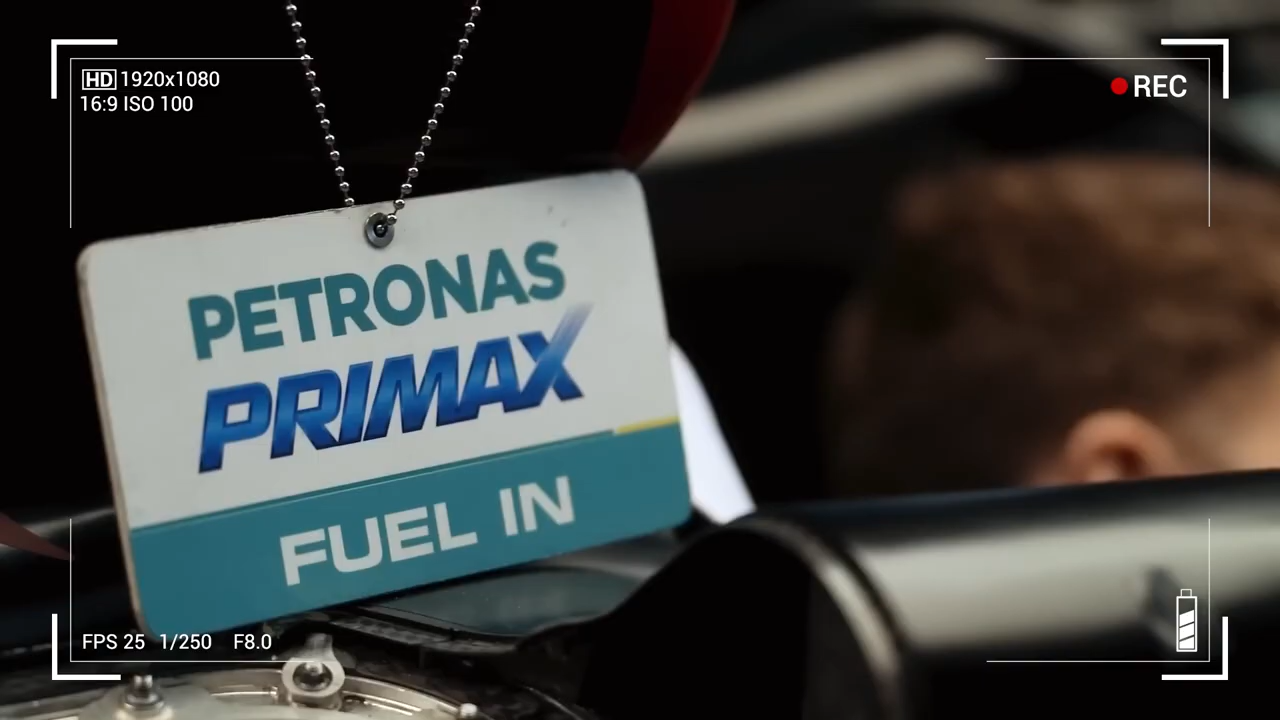 HD 1920x1080
16:9 ISO 100
REC
PETRONAS
PRIMAX
FUEL IN
FPS 25 1/250 F8.0